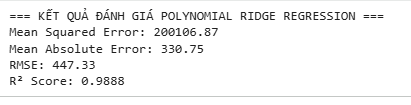 === KẾT QUẢ ĐÁNH GIÁ POLYNOMIAL RIDGE REGRESSION ===
Mean Squared Error: 200106.87
Mean Absolute Error: 330.75
RMSE: 447.33
R² Score: 0.9888